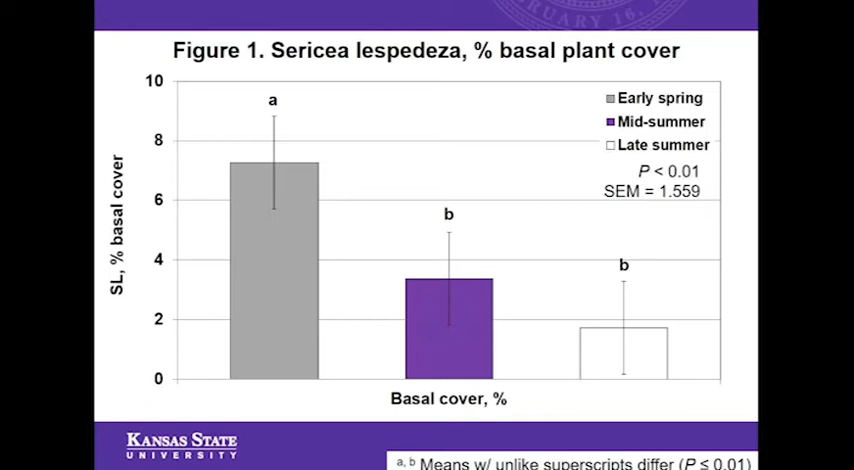 FEBRUARY 16,
Figure 1. Sericea lespedeza, % basal plant cover
10
8
6
4
2
0
SL, % basal cover
a
b
b
Early spring
Mid-summer
Late summer
P < 0.01
SEM = 1.559
Basal cover, %
KANSAS STATE
UNIVERSITY
a, b Means w/ unlike superscripts differ (P ≤ 0.01)